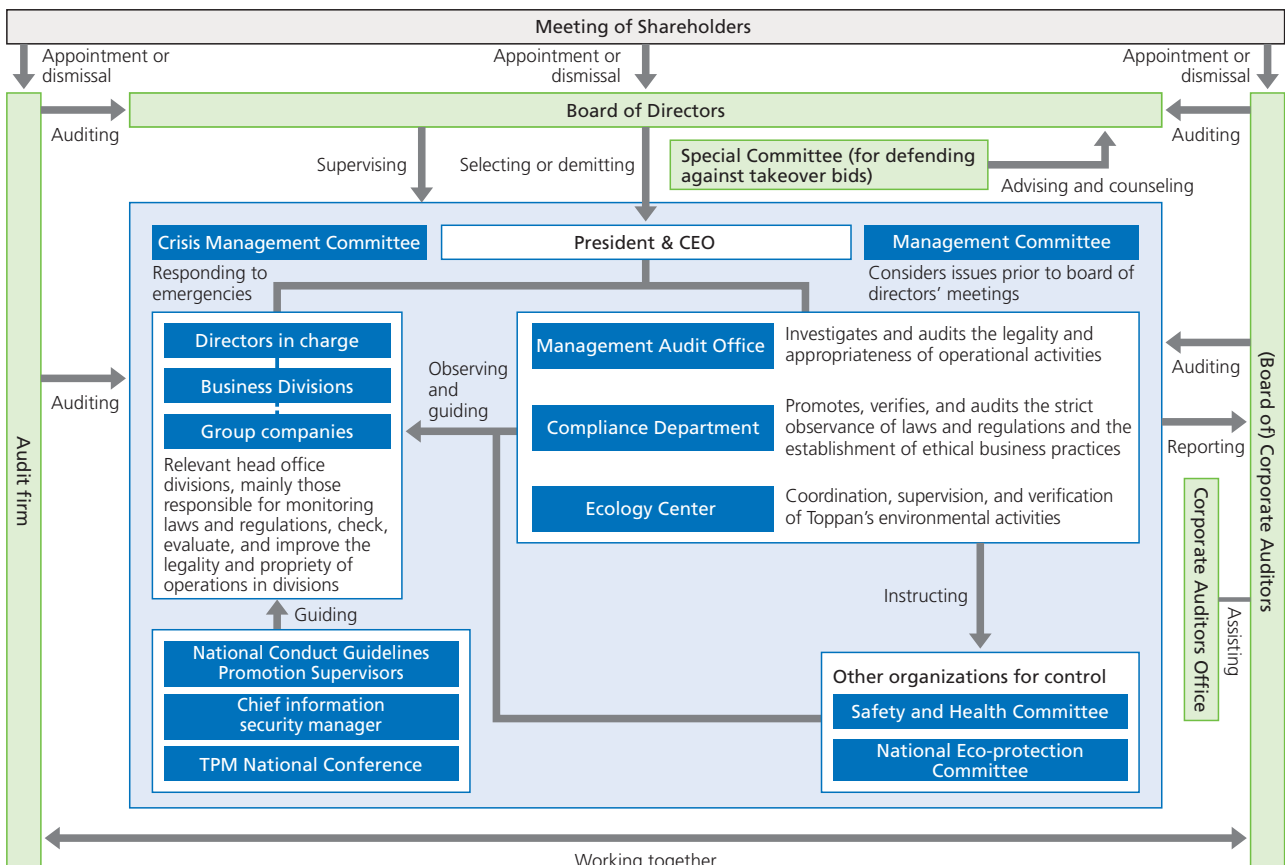 Meeting of Shareholders
Appointment or
dismissal
Appointment or
dismissal
Appointment or
dismissal
Board of Directors
Auditing
Auditing
Supervising
Selecting or demitting
Special Committee (for defending
against takeover bids)
Advising and counseling
Crisis Management Committee
President & CEO
Management Committee
Responding to
emergencies
Considers issues prior to board of
directors’ meetings
Directors in charge
Business Divisions
Group companies
Relevant head office
divisions, mainly those
responsible for monitoring
laws and regulations, check,
evaluate, and improve the
legality and propriety of
operations in divisions
Observing
and
guiding
Management Audit Office
Investigates and audits the legality and
appropriateness of operational activities
Compliance Department
Promotes, verifies, and audits the strict
observance of laws and regulations and the
establishment of ethical business practices
Ecology Center
Coordination, supervision, and verification
of Toppan’s environmental activities
Auditing
Auditing
Reporting
Audit firm
(Board of) Corporate Auditors
Corporate Auditors Office
Assisting
Guiding
Instructing
National Conduct Guidelines
Promotion Supervisors
Chief information
security manager
TPM National Conference
Other organizations for control
Safety and Health Committee
National Eco-protection
Committee
Working together